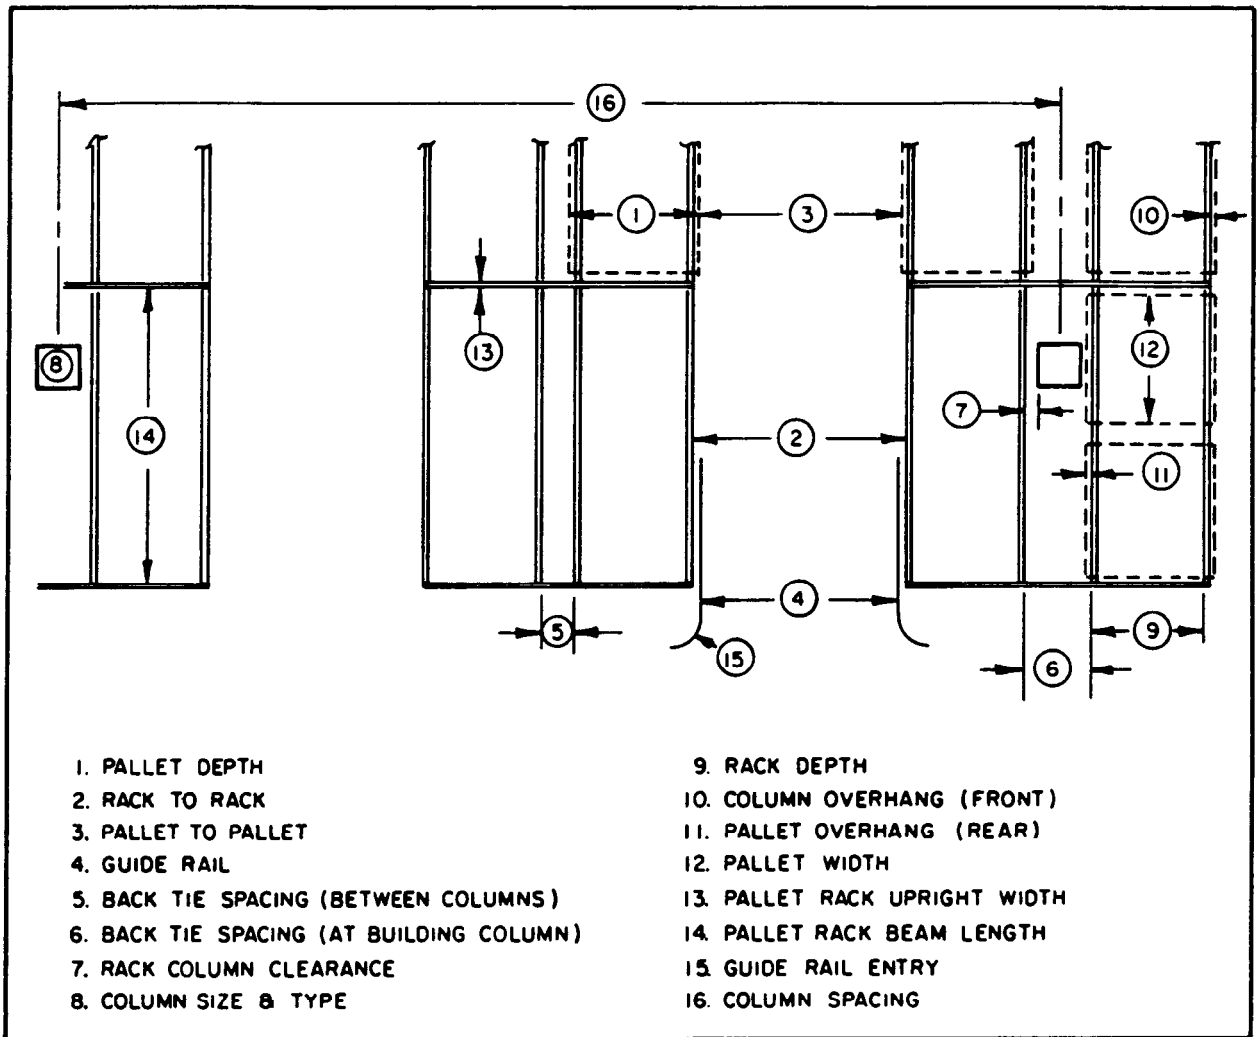 16
1
3
10
13
8
12
7
14
2
11
4
5
15
9
6
1. PALLET DEPTH
2. RACK TO RACK
3. PALLET TO PALLET
4. GUIDE RAIL
5. BACK TIE SPACING (BETWEEN COLUMNS)
6. BACK TIE SPACING (AT BUILDING COLUMN)
7. RACK COLUMN CLEARANCE
8. COLUMN SIZE & TYPE
9. RACK DEPTH
10. COLUMN OVERHANG (FRONT)
11. PALLET OVERHANG (REAR)
12. PALLET WIDTH
13. PALLET RACK UPRIGHT WIDTH
14. PALLET RACK BEAM LENGTH
15. GUIDE RAIL ENTRY
16. COLUMN SPACING